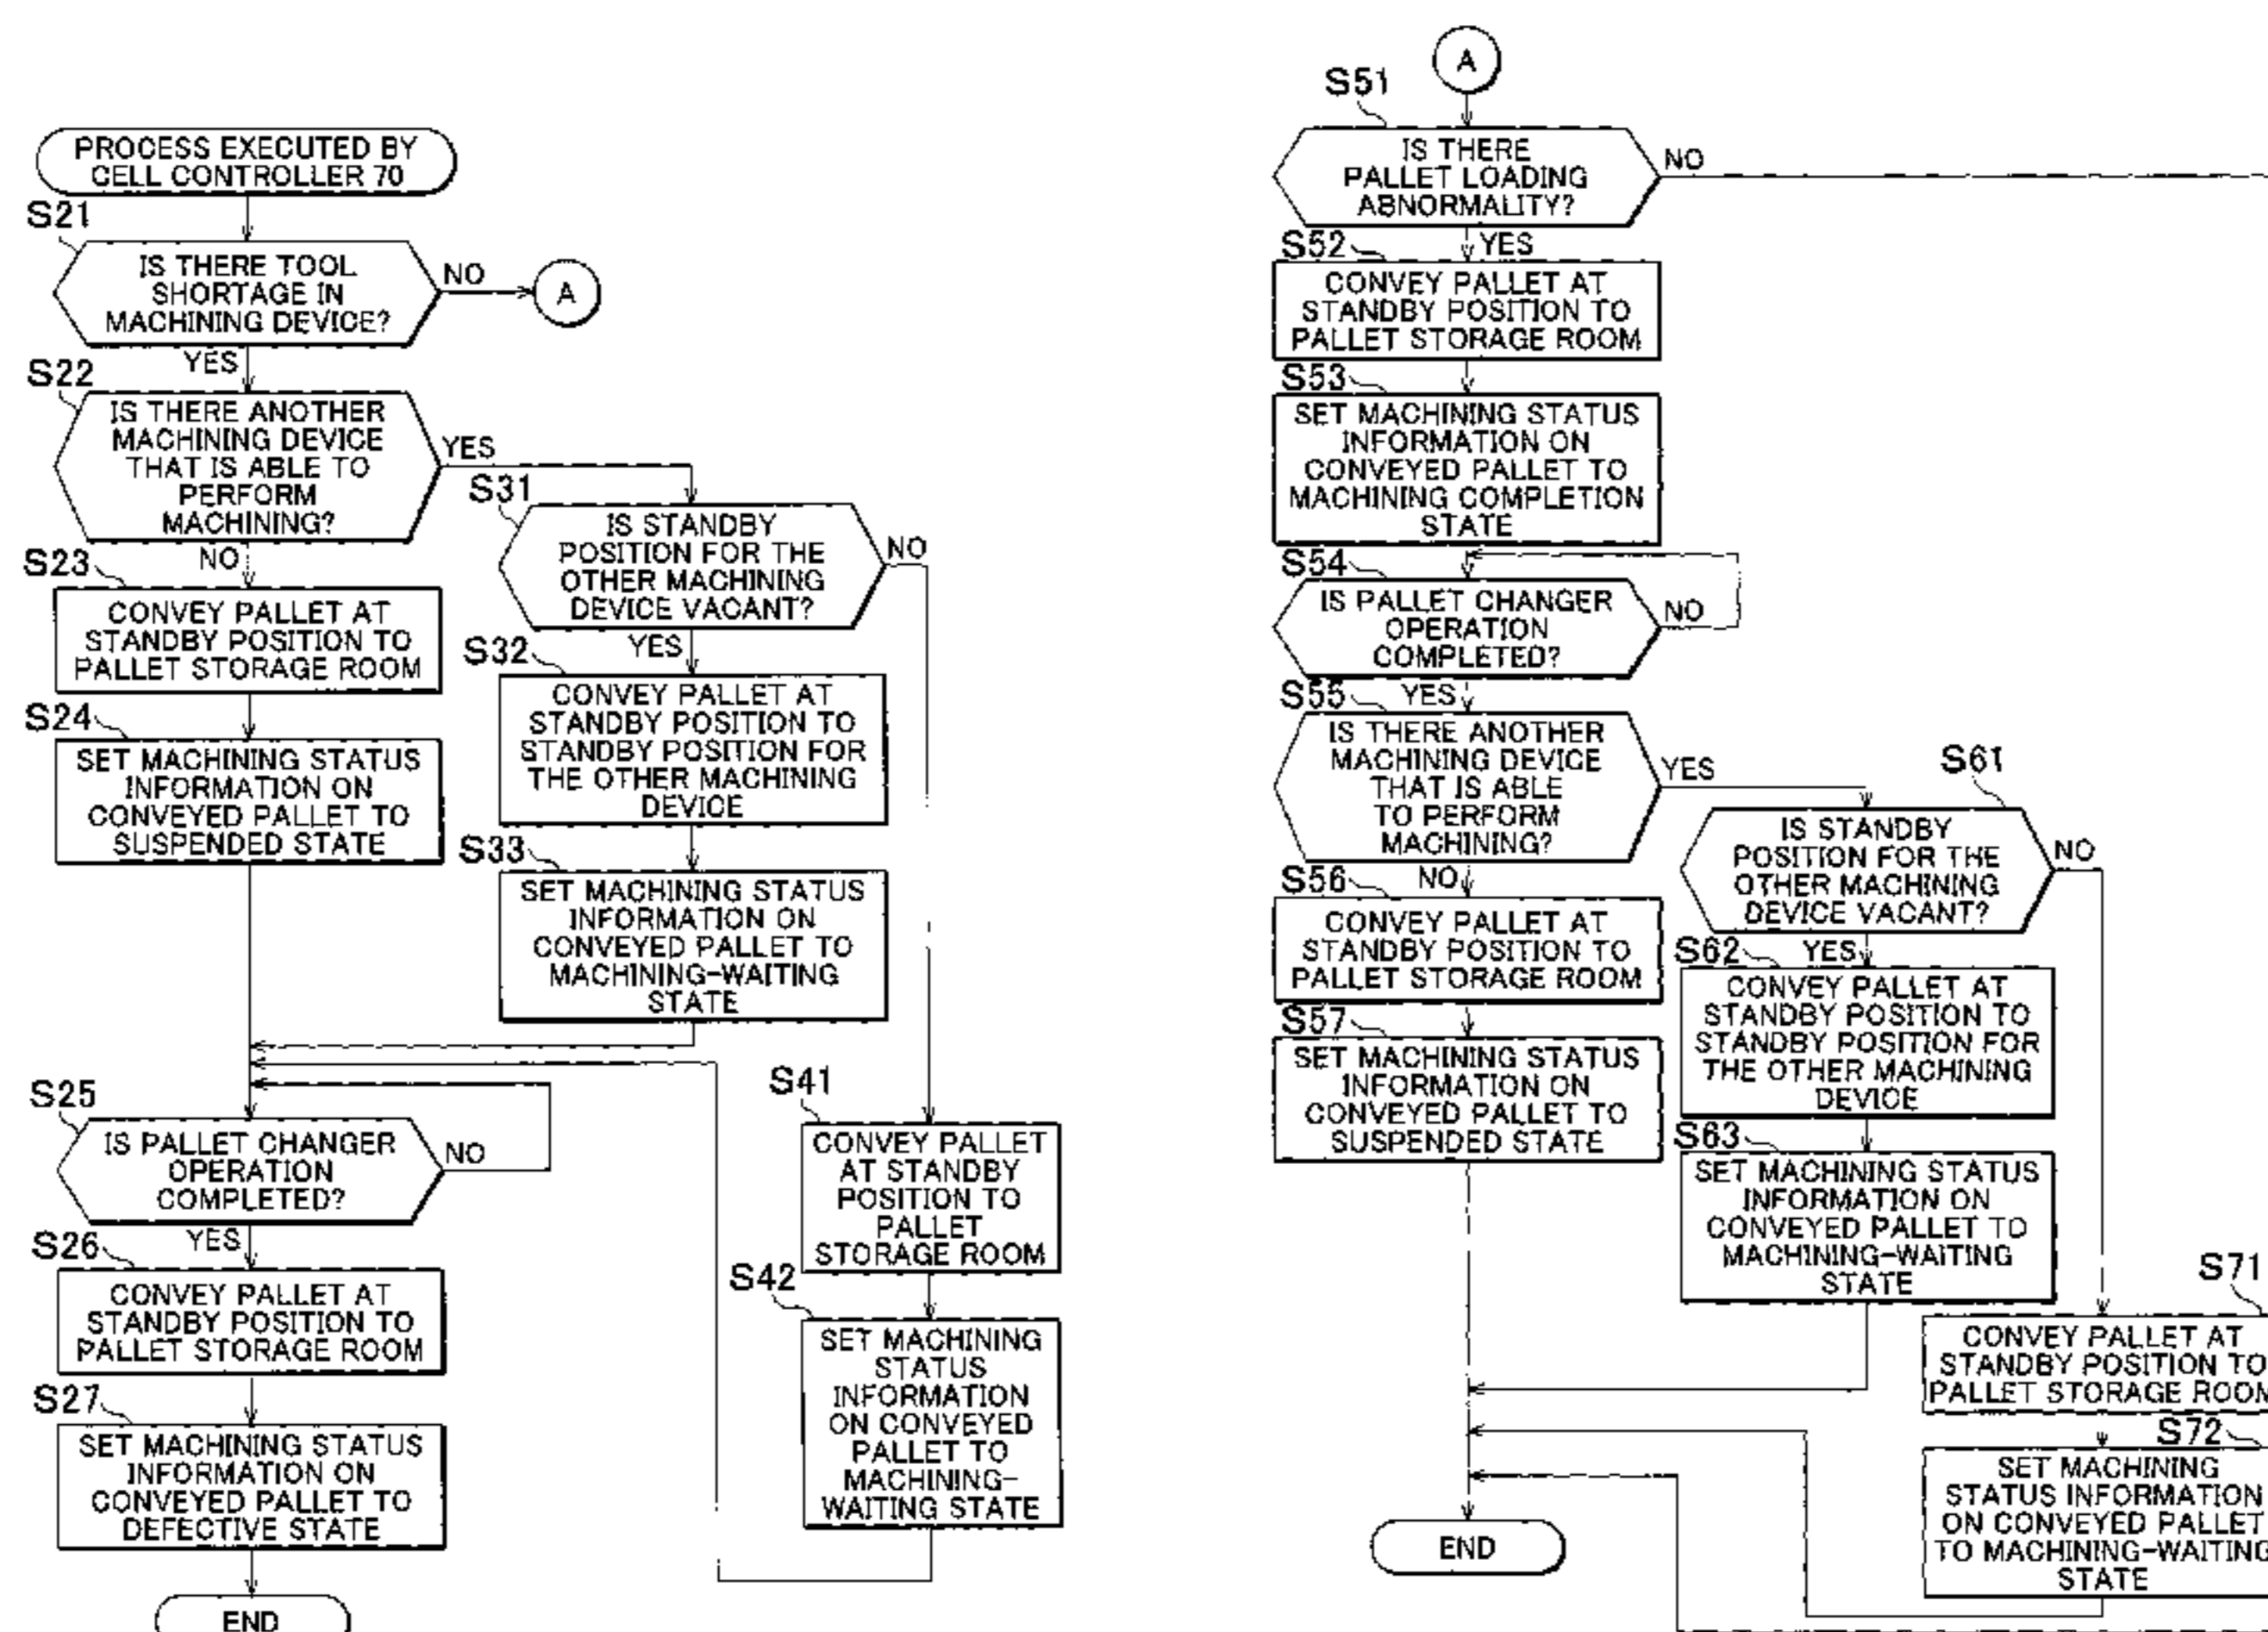 PROCESS EXECUTED BY
CELL CONTROLLER 70
S21
IS THERE TOOL
SHORTAGE IN
MACHINING DEVICE?
NO
A
YES
S22
IS THERE ANOTHER
MACHINING DEVICE
THAT IS ABLE TO
PERFORM
MACHINING?
YES
NO
S23
CONVEY PALLET AT
STANDBY POSITION TO
PALLET STORAGE ROOM
S24
SET MACHINING STATUS
INFORMATION ON
CONVEYED PALLET TO
SUSPENDED STATE
S31
IS STANDBY
POSITION FOR THE
OTHER MACHINING
DEVICE VACANT?
NO
YES
S32
CONVEY PALLET AT
STANDBY POSITION TO
STANDBY POSITION FOR
THE OTHER MACHINING
DEVICE
S33
SET MACHINING STATUS
INFORMATION ON
CONVEYED PALLET TO
MACHINING-WAITING
STATE
S25
IS PALLET CHANGER
OPERATION
COMPLETED?
NO
YES
S26
CONVEY PALLET AT
STANDBY POSITION TO
PALLET STORAGE ROOM
S27
SET MACHINING STATUS
INFORMATION ON
CONVEYED PALLET TO
DEFECTIVE STATE
END
S41
CONVEY PALLET
AT STANDBY
POSITION TO
PALLET
STORAGE ROOM
S42
SET MACHINING
STATUS
INFORMATION
ON CONVEYED
PALLET TO
MACHINING-
WAITING STATE
A
S51
IS THERE
PALLET LOADING
ABNORMALITY?
NO
YES
S52
CONVEY PALLET AT
STANDBY POSITION TO
PALLET STORAGE ROOM
S53
SET MACHINING STATUS
INFORMATION ON
CONVEYED PALLET TO
MACHINING COMPLETION
STATE
S54
IS PALLET CHANGER
OPERATION
COMPLETED?
NO
YES
S55
IS THERE ANOTHER
MACHINING DEVICE
THAT IS ABLE
TO PERFORM
MACHINING?
YES
NO
S56
CONVEY PALLET AT
STANDBY POSITION TO
PALLET STORAGE ROOM
S57
SET MACHINING STATUS
INFORMATION ON
CONVEYED PALLET TO
SUSPENDED STATE
S61
IS STANDBY
POSITION FOR THE
OTHER MACHINING
DEVICE VACANT?
NO
YES
S62
CONVEY PALLET AT
STANDBY POSITION TO
STANDBY POSITION FOR
THE OTHER MACHINING
DEVICE
S63
SET MACHINING STATUS
INFORMATION ON
CONVEYED PALLET TO
MACHINING-WAITING
STATE
S71
CONVEY PALLET AT
STANDBY POSITION TO
PALLET STORAGE ROOM
S72
SET MACHINING
STATUS INFORMATION
ON CONVEYED PALLET
TO MACHINING-WAITING
STATE
END